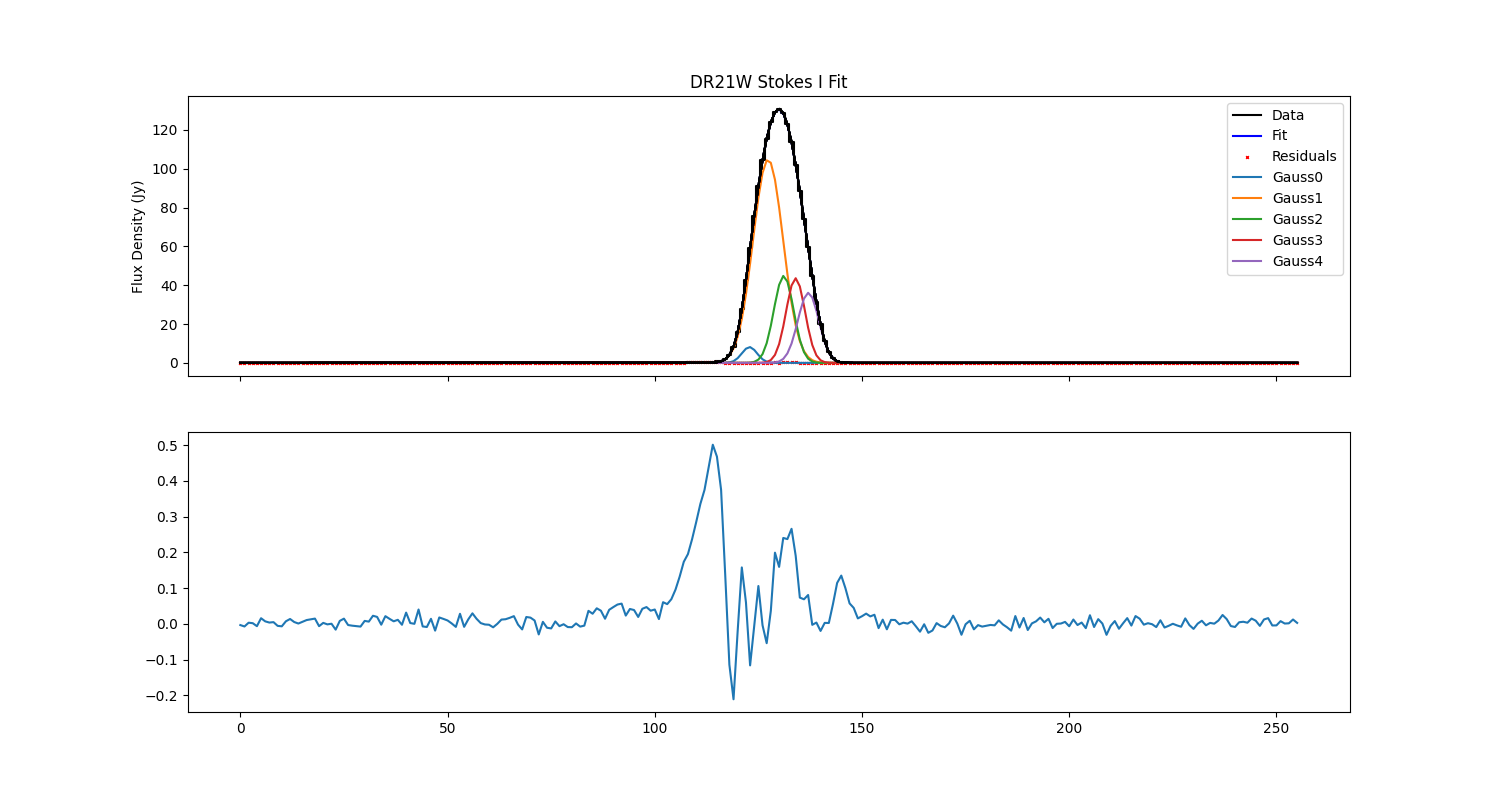 DR21W Stokes I Fit
Flux Density (Jy)
120
100
80
60
40
20
0
Data
Fit
Residuals
Gauss0
Gauss1
Gauss2
Gauss3
Gauss4
0.5
0.4
0.3
0.2
0.1
0.0
−0.1
−0.2
0 50 100 150 200 250